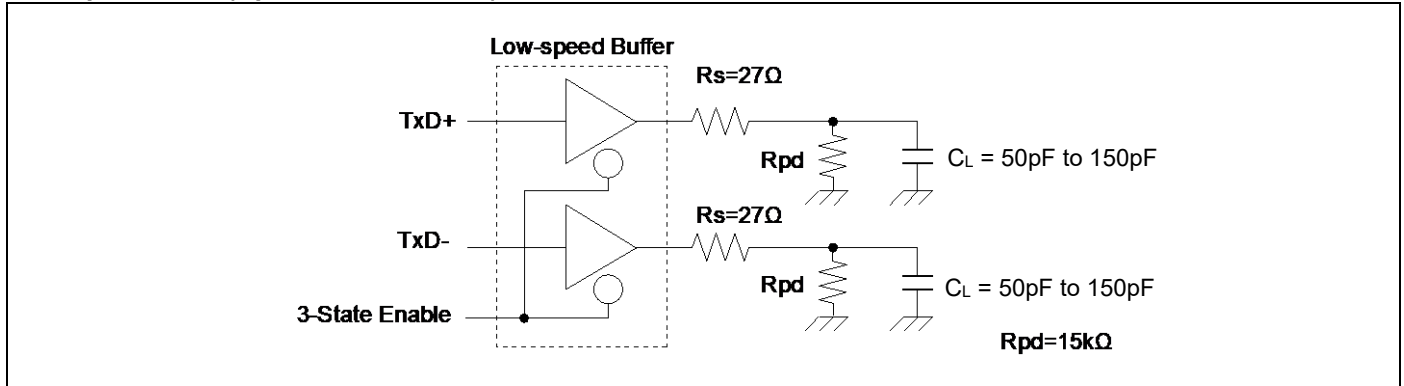 Low-speed Buffer
Rs=27Ω
TxD+
Rpd
CL = 50pF to 150pF
Rs=27Ω
TxD-
Rpd
CL = 50pF to 150pF
3-State Enable
Rpd=15kΩ